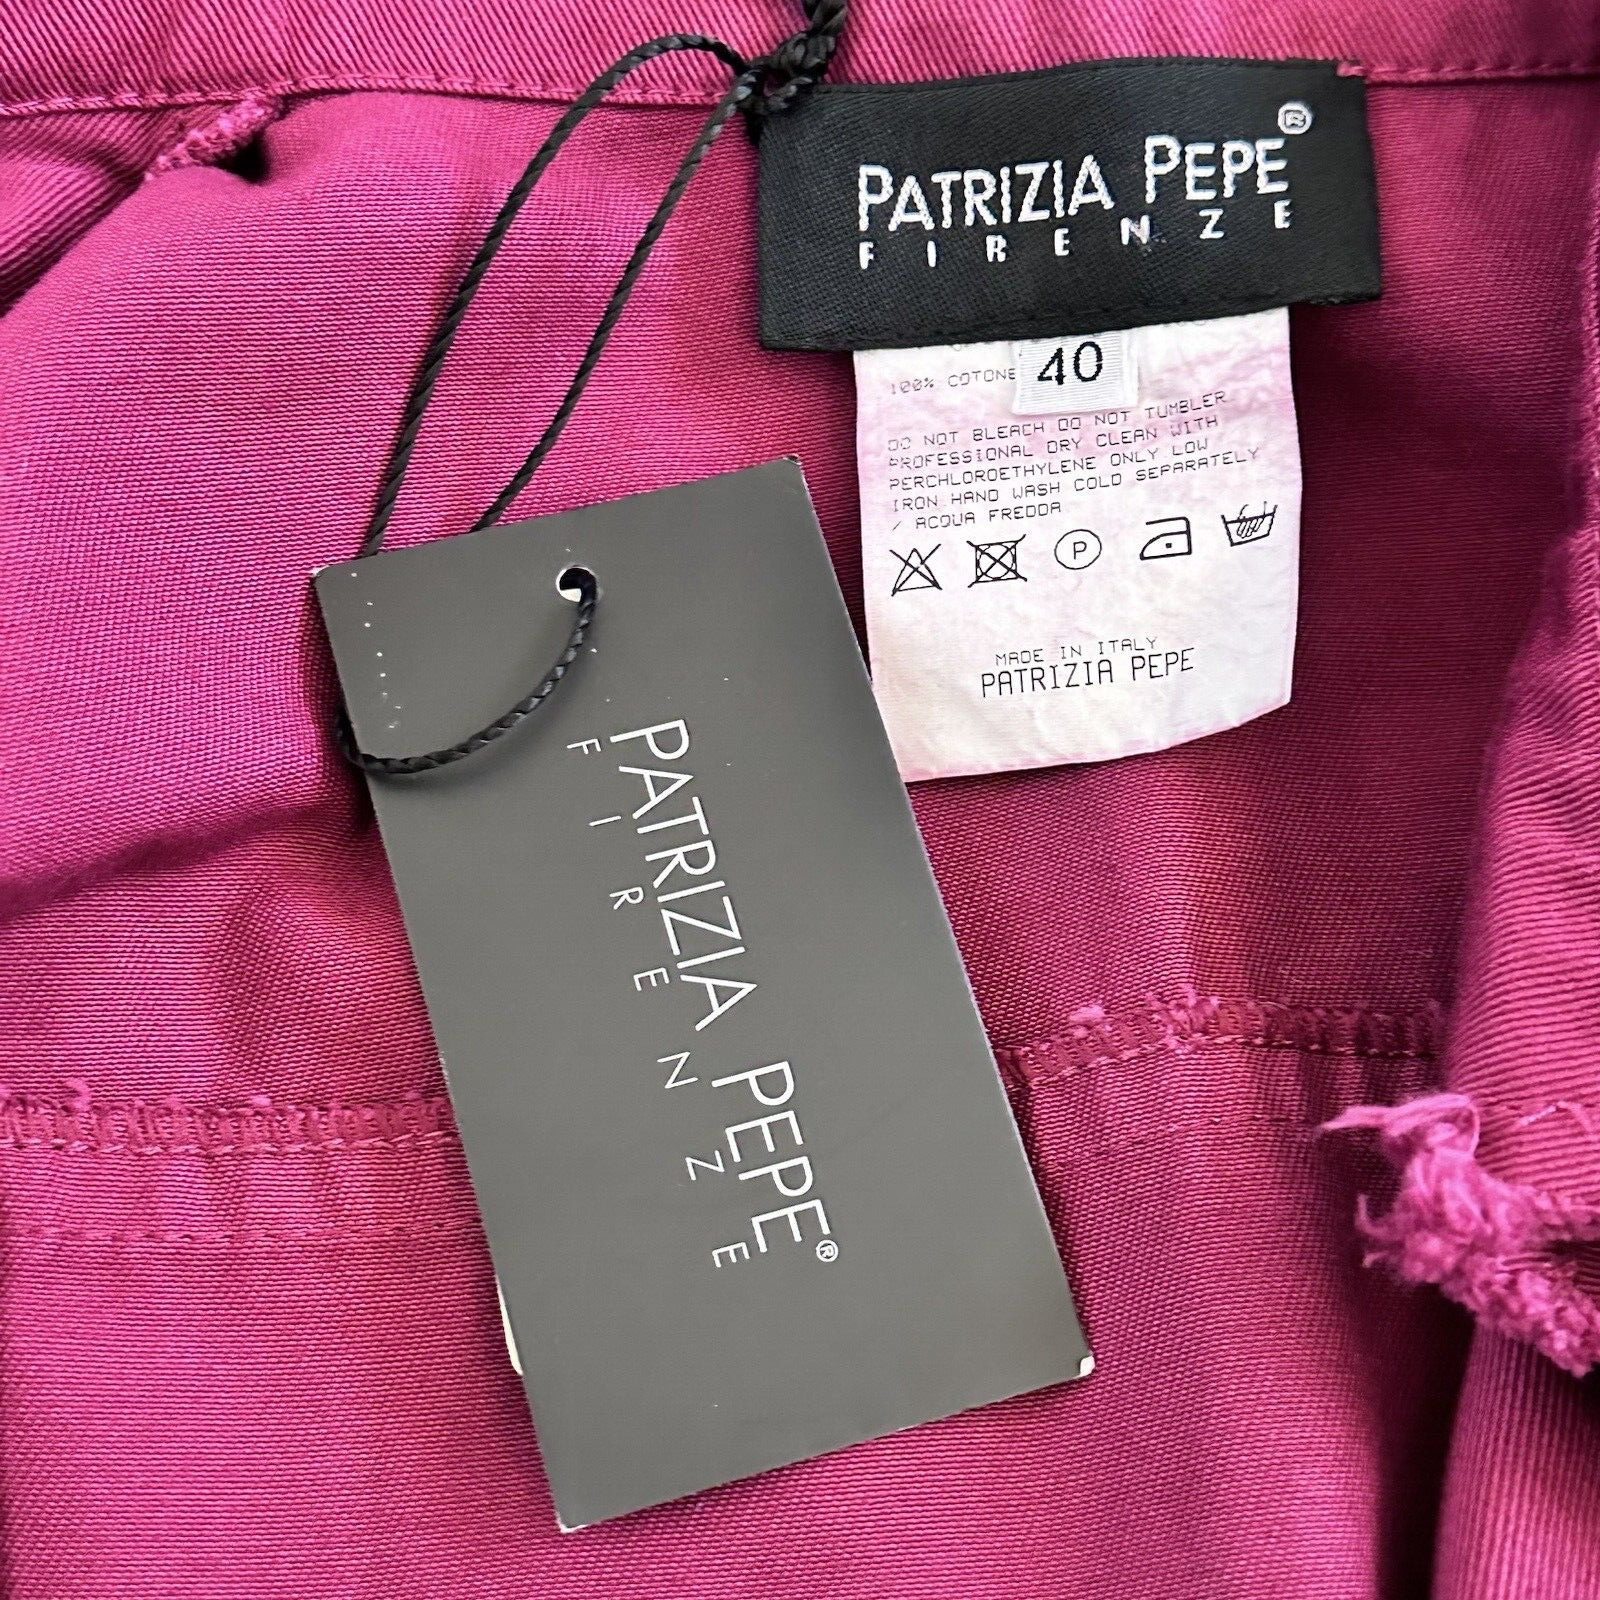 PATRIZIA PEPE®
FIRENZE
40
100% COTONE
DO NOT BLEACH DO NOT TUMBLER
PROFESSIONAL DRY CLEAN WITH
PERCHLOROETHYLENE ONLY LOW
IRON HAND WASH COLD SEPARATELY
/ ACQUA FREDDA
P
MADE IN ITALY
PATRIZIA PEPE
PATRIZIA PEPE®
FIRENZE